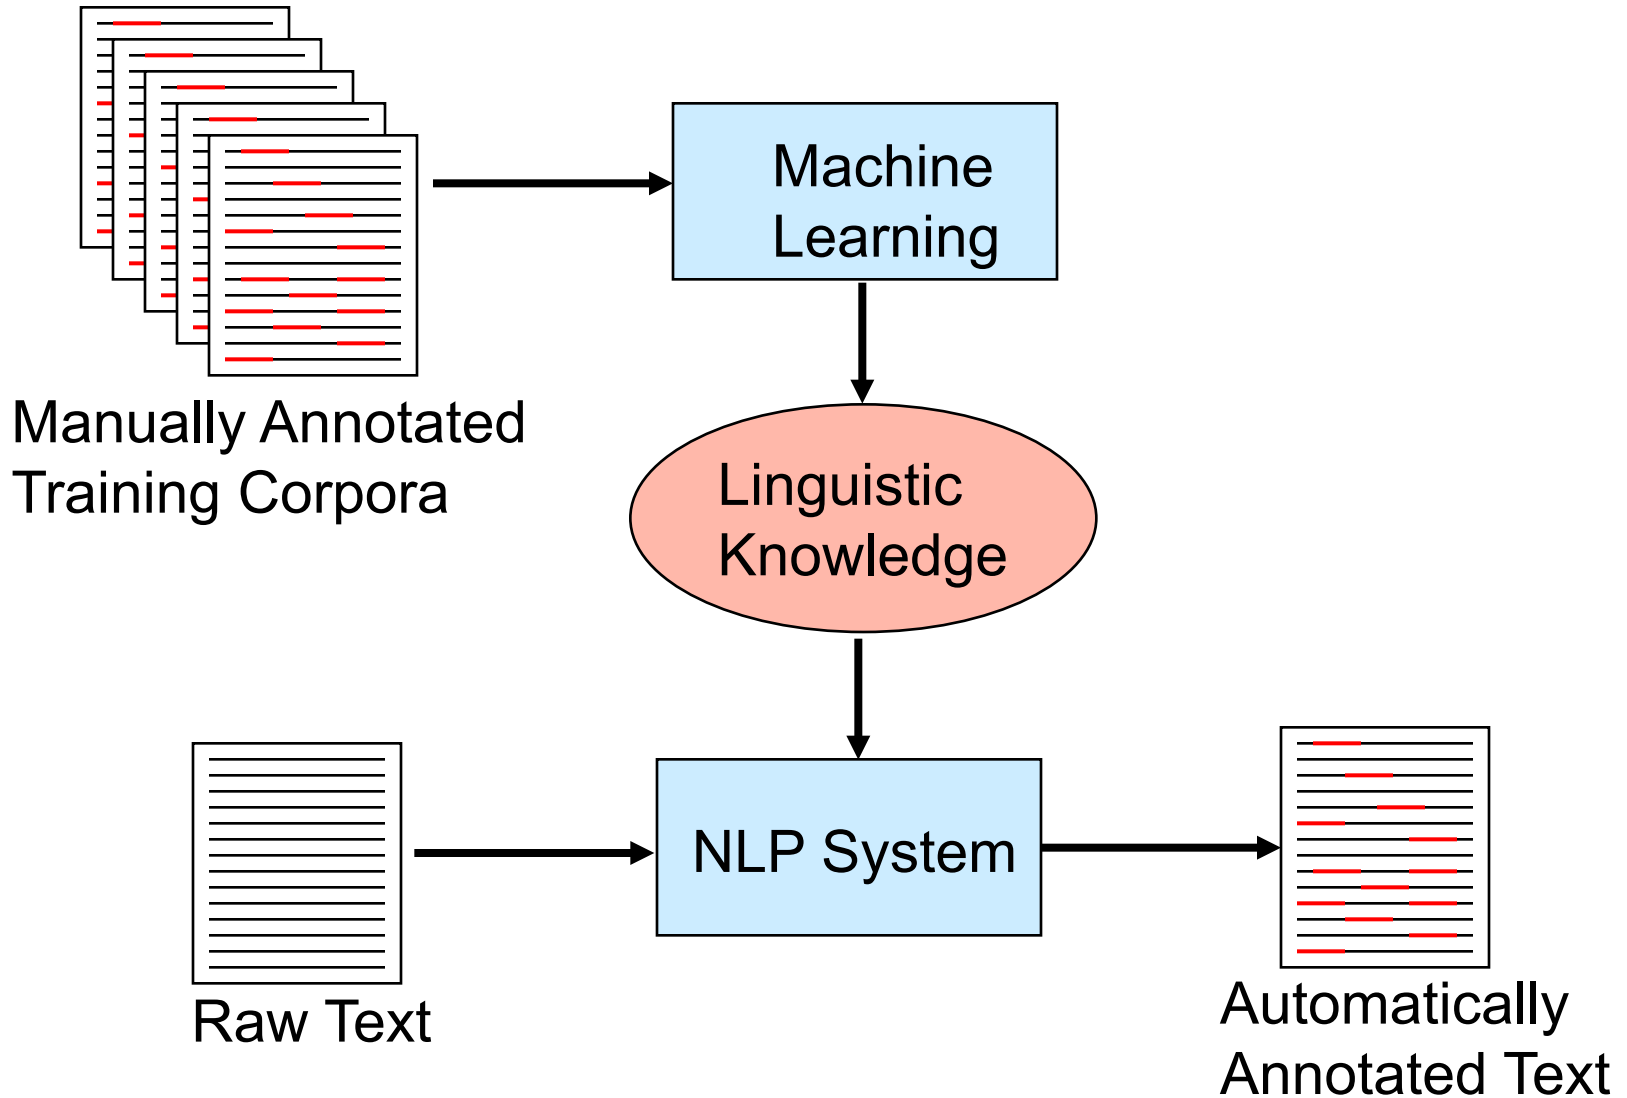 Machine
Learning
Manually Annotated
Training Corpora
Linguistic
Knowledge
NLP System
Raw Text
Automatically
Annotated Text